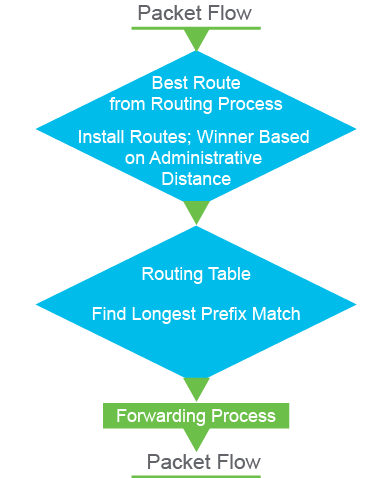 Packet Flow
Best Route
from Routing Process
Install Routes; Winner Based
on Administrative
Distance
Routing Table
Find Longest Prefix Match
Forwarding Process
Packet Flow